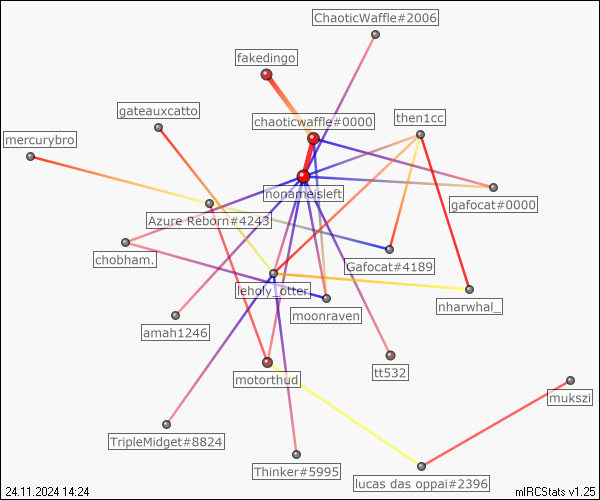 ChaoticWaffle#2006
fakedingo
gateauxcatto
chaoticwaffle#0000
then1cc
mercurybro
nonameisleft
gafocat#0000
Azure Reborn#4243
chobham.
Gafocat#4189
leholy_otter
moonraven
nharwhal_
amah1246
tt532
motorthud
mukszi
TripleMidget#8824
Thinker#5995
lucas das oppai#2396
24.11.2024 14:24
mIRCStats v1.25